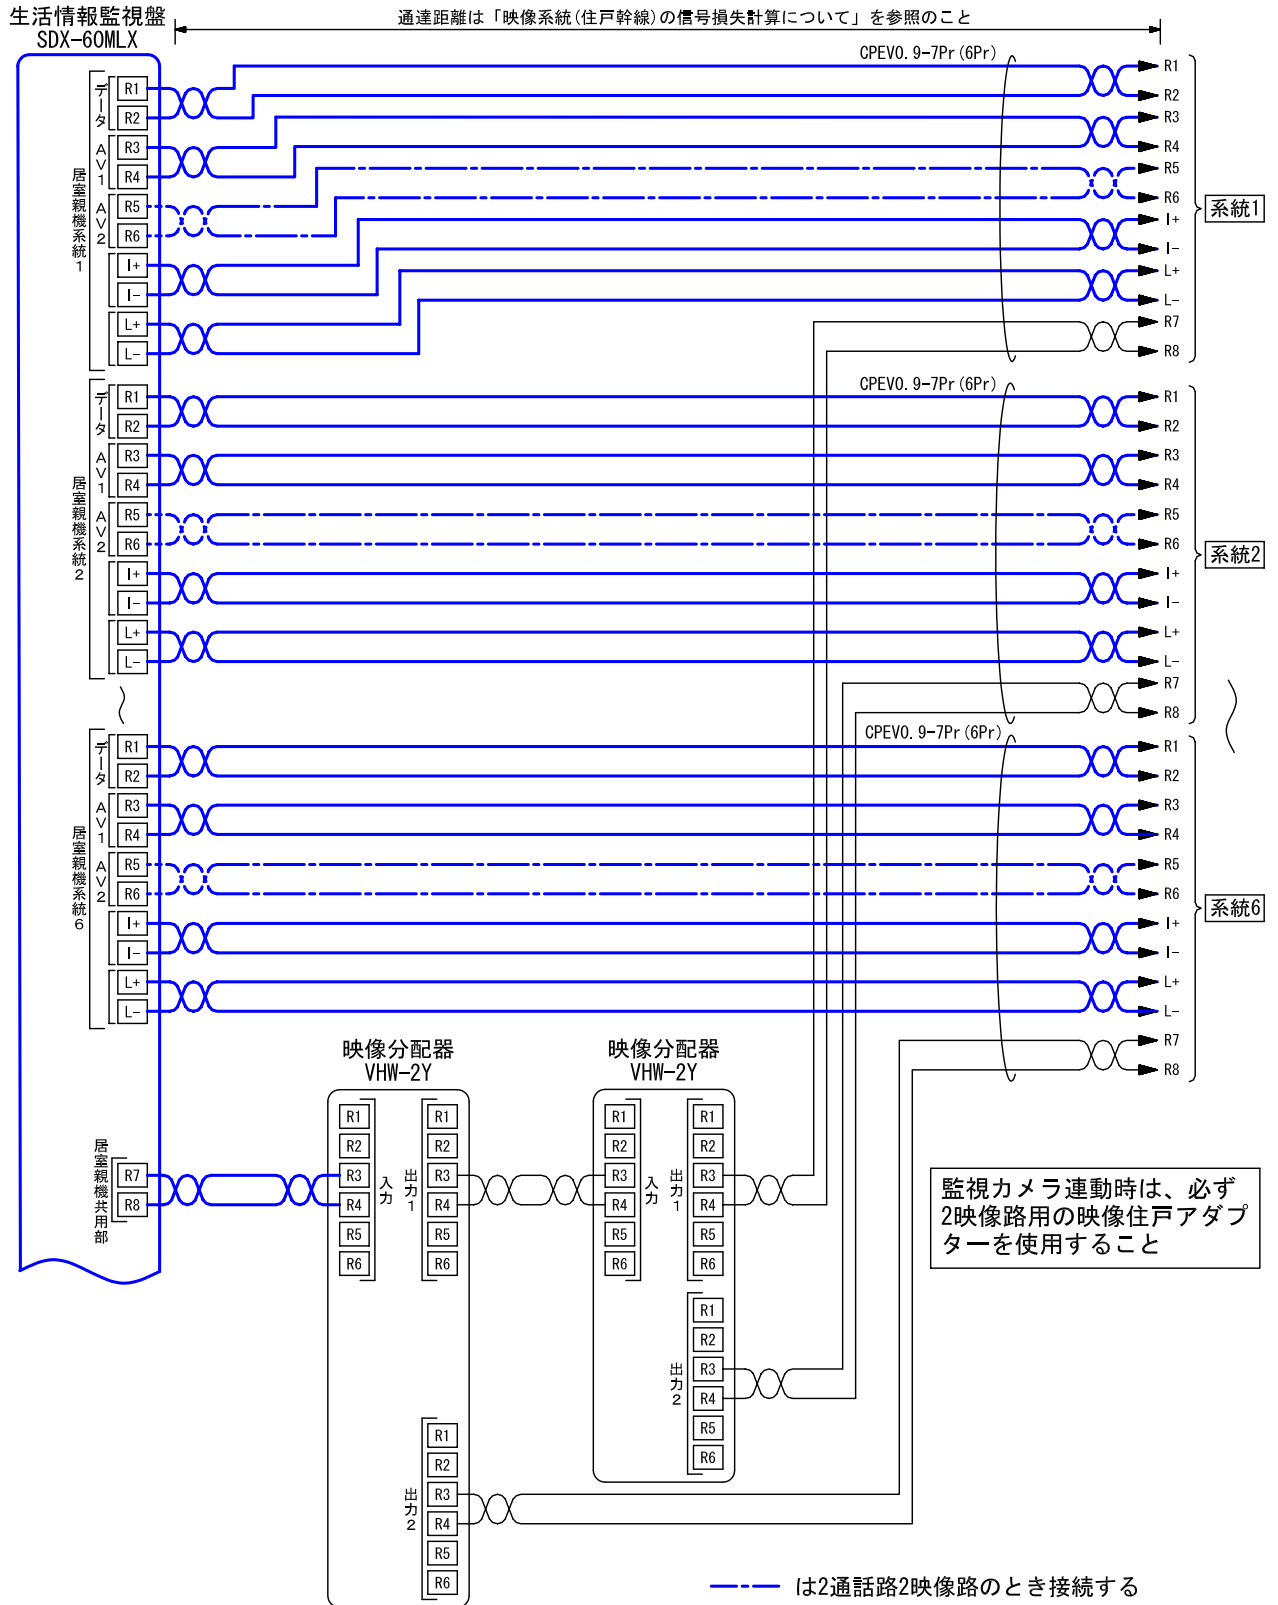 生活情報監視盤
SDX-60MLX
通達距離は「映像系統(住戸幹線)の信号損失計算について」を参照のこと
居室親機系統1
データ
R1
R2
AV1
R3
R4
AV2
R5
R6
I+
I-
L+
L-
CPEV0.9-7Pr(6Pr)
R1
R2
R3
R4
R5
R6
I+
I-
L+
L-
R7
R8
系統1
居室親機系統2
データ
R1
R2
AV1
R3
R4
AV2
R5
R6
I+
I-
L+
L-
CPEV0.9-7Pr(6Pr)
R1
R2
R3
R4
R5
R6
I+
I-
L+
L-
R7
R8
系統2
居室親機系統6
データ
R1
R2
AV1
R3
R4
AV2
R5
R6
I+
I-
L+
L-
CPEV0.9-7Pr(6Pr)
R1
R2
R3
R4
R5
R6
I+
I-
L+
L-
R7
R8
系統6
居室親機共用部
R7
R8
映像分配器
VHW-2Y
R1
R2
R3
R4
R5
R6
入力
出力1
R1
R2
R3
R4
R5
R6
出力2
R1
R2
R3
R4
R5
R6
映像分配器
VHW-2Y
R1
R2
R3
R4
R5
R6
入力
出力1
R1
R2
R3
R4
R5
R6
出力2
R1
R2
R3
R4
R5
R6
監視カメラ連動時は、必ず
2映像路用の映像住戸アダプ
ターを使用すること
は2通話路2映像路のとき接続する